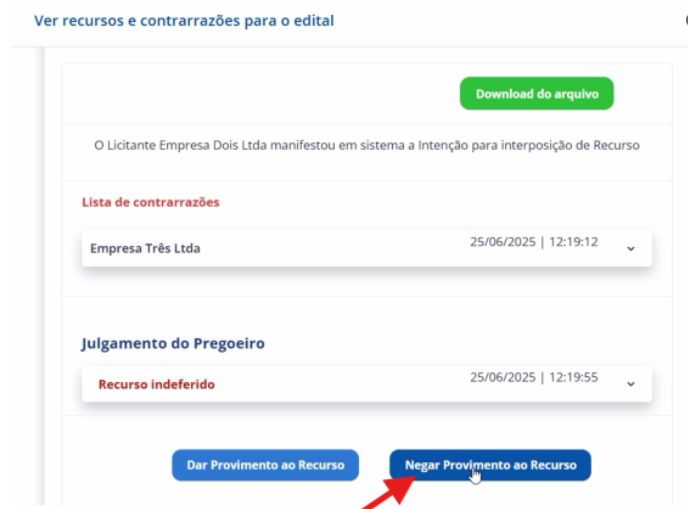 Ver recursos e contrarrazões para o edital
Download do arquivo
O Licitante Empresa Dois Ltda manifestou em sistema a Intenção para interposição de Recurso
Lista de contrarrazões
Empresa Três Ltda 25/06/2025 | 12:19:12
Julgamento do Pregoeiro
Recurso indeferido 25/06/2025 | 12:19:55
Dar Provimento ao Recurso Negar Provimento ao Recurso